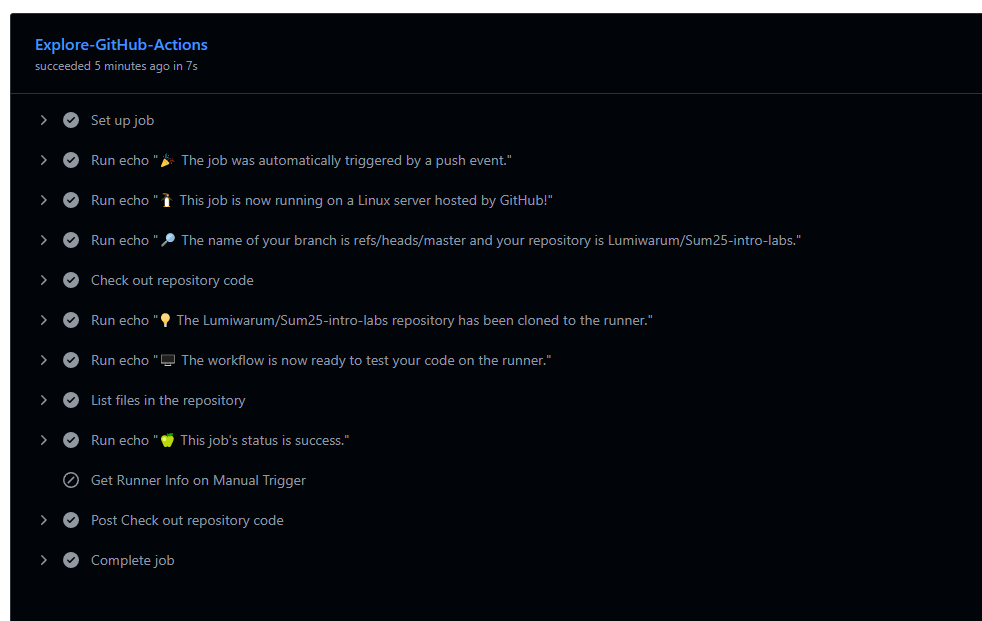 Explore-GitHub-Actions
succeeded 5 minutes ago in 7s
Set up job
Run echo "🎉 The job was automatically triggered by a push event."
Run echo "🐧 This job is now running on a Linux server hosted by GitHub!"
Run echo "🔎 The name of your branch is refs/heads/master and your repository is Lumiwarum/Sum25-intro-labs."
Check out repository code
Run echo "💡 The Lumiwarum/Sum25-intro-labs repository has been cloned to the runner."
Run echo "🖥️ The workflow is now ready to test your code on the runner."
List files in the repository
Run echo "🍏 This job's status is success."
Get Runner Info on Manual Trigger
Post Check out repository code
Complete job